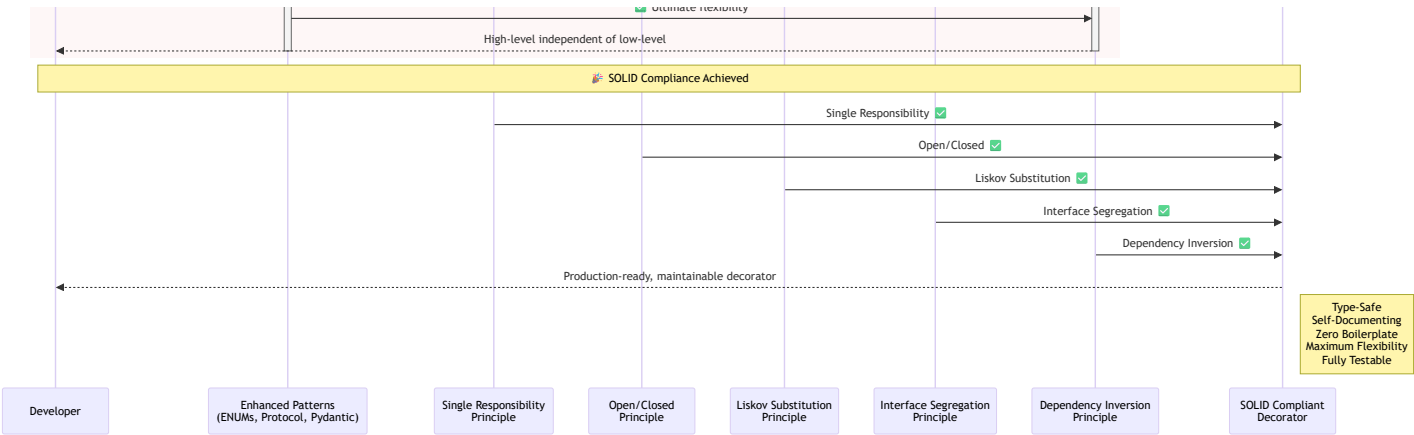 ✅ Ultimate flexibility
High-level independent of low-level
🎉 SOLID Compliance Achieved
Single Responsibility ✅
Open/Closed ✅
Liskov Substitution ✅
Interface Segregation ✅
Dependency Inversion ✅
Production-ready, maintainable decorator
Type-Safe
Self-Documenting
Zero Boilerplate
Maximum Flexibility
Fully Testable
Developer
Enhanced Patterns
(ENUMs, Protocol, Pydantic)
Single Responsibility
Principle
Open/Closed
Principle
Liskov Substitution
Principle
Interface Segregation
Principle
Dependency Inversion
Principle
SOLID Compliant
Decorator